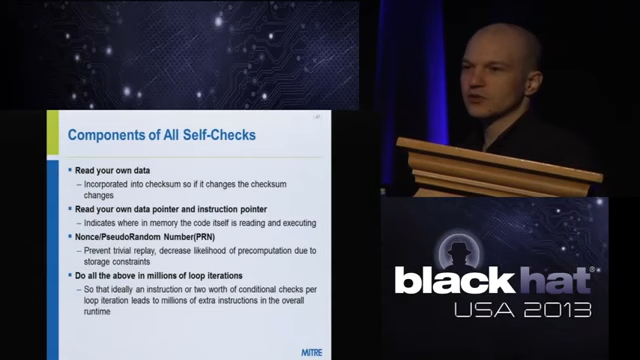 Components of All Self-Checks
▪ Read your own data
– Incorporated into checksum so if it changes the checksum
changes
▪ Read your own data pointer and instruction pointer
– Indicates where in memory the code itself is reading and executing
▪ Nonce/PseudoRandom Number(PRN)
– Prevent trivial replay, decrease likelihood of precomputation due to
storage constraints
▪ Do all the above in millions of loop iterations
– So that ideally an instruction or two worth of conditional checks per
loop iteration leads to millions of extra instructions in the overall
runtime
MITRE
black hat®
USA 2013